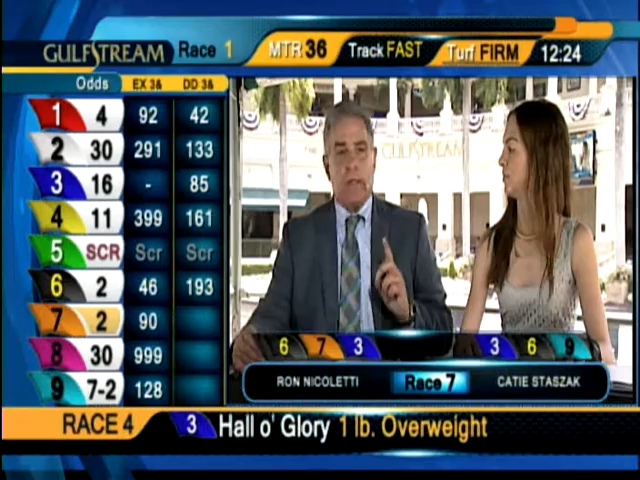 GULFSTREAM Race 1 MTR 36 Track FAST Turf FIRM 12:24
Odds EX 3& DD 3&
1 4 92 42
2 30 291 133
3 16 - 85
4 11 399 161
5 SCR Scr Scr
6 2 46 193
7 2 90
8 30 999
9 7-2 128
GULFSTREAM
6 7 3 3 6 9
RON NICOLETTI Race 7 CATIE STASZAK
RACE 4 3 Hall o' Glory 1 lb. Overweight